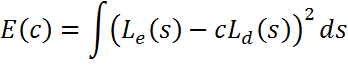 E(c) = ∫(L_e(s) − cL_d(s))² ds